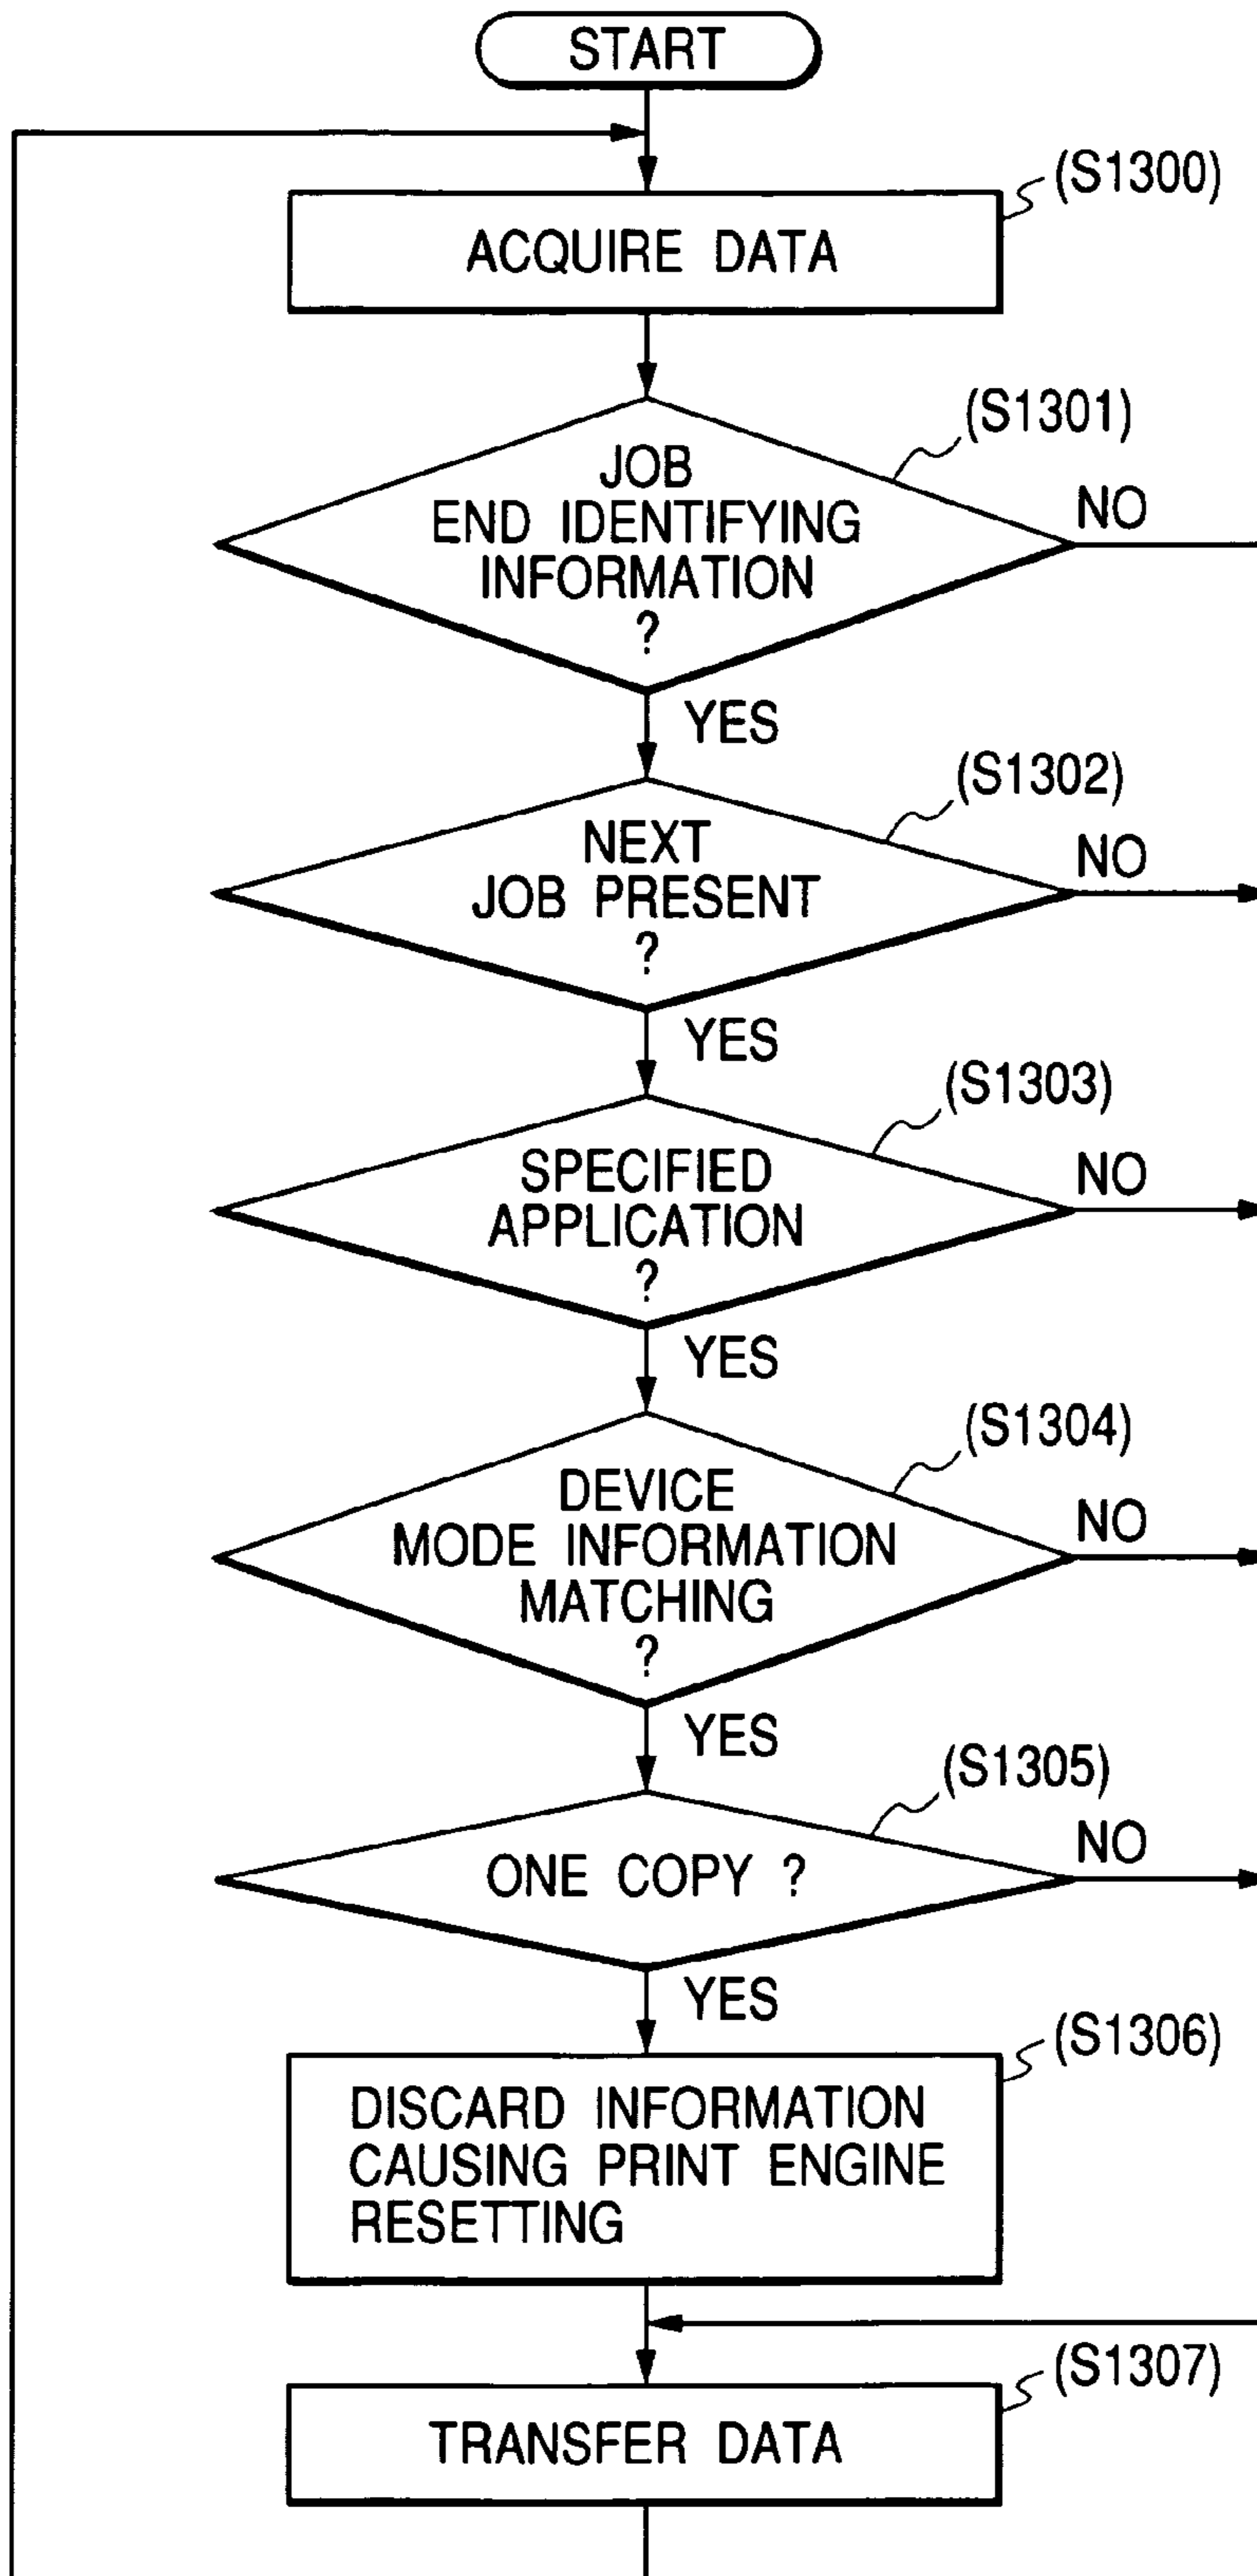 START
(S1300)
ACQUIRE DATA
(S1301)
JOB
END IDENTIFYING
INFORMATION
?
NO
YES
(S1302)
NEXT
JOB PRESENT
?
NO
YES
(S1303)
SPECIFIED
APPLICATION
?
NO
YES
(S1304)
DEVICE
MODE INFORMATION
MATCHING
?
NO
YES
(S1305)
ONE COPY ?
NO
YES
(S1306)
DISCARD INFORMATION
CAUSING PRINT ENGINE
RESETTING
(S1307)
TRANSFER DATA